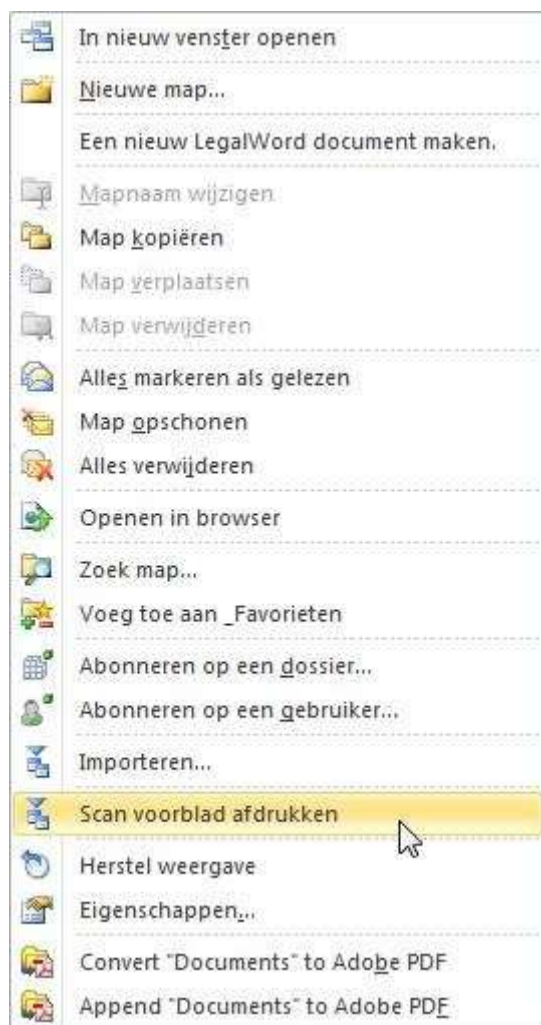 In nieuw venster openen
Nieuwe map...
Een nieuw LegalWord document maken.
Mapnaam wijzigen
Map kopiëren
Map verplaatsen
Map verwijderen
Alles markeren als gelezen
Map opschonen
Alles verwijderen
Openen in browser
Zoek map...
Voeg toe aan _Favorieten
Abonneren op een dossier...
Abonneren op een gebruiker...
Importeren...
Scan voorblad afdrukken
Herstel weergave
Eigenschappen...
Convert "Documents" to Adobe PDF
Append "Documents" to Adobe PDF